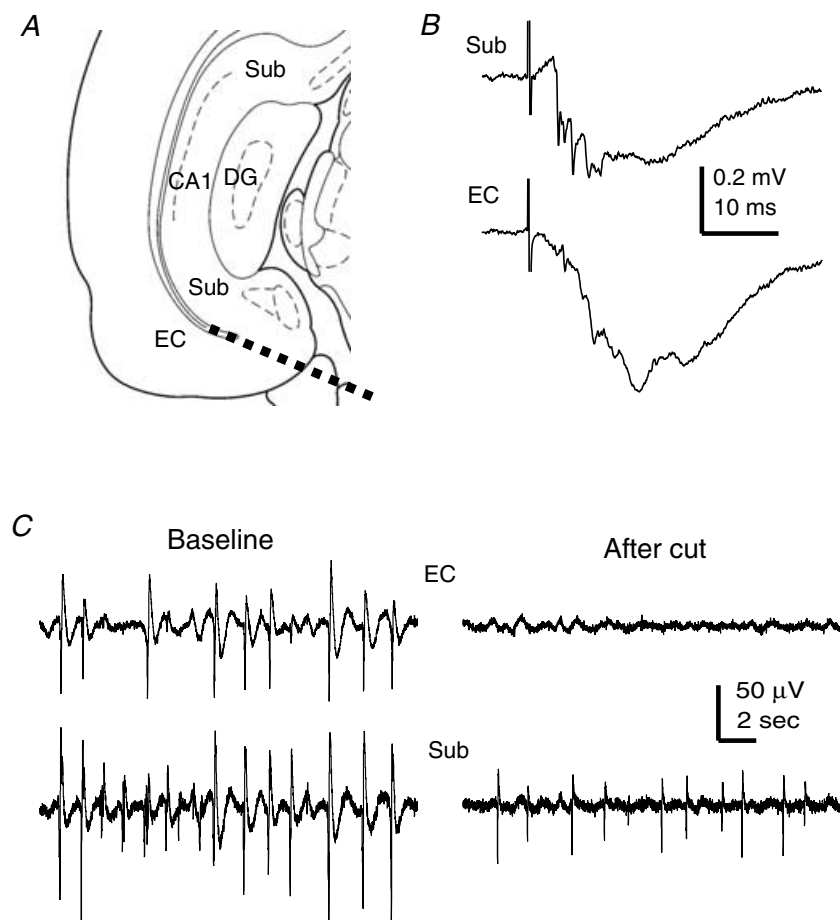 A
Sub
CA1 DG
Sub
EC
B
Sub
EC
0.2 mV
10 ms
C
Baseline
After cut
EC
50 μV
2 sec
Sub